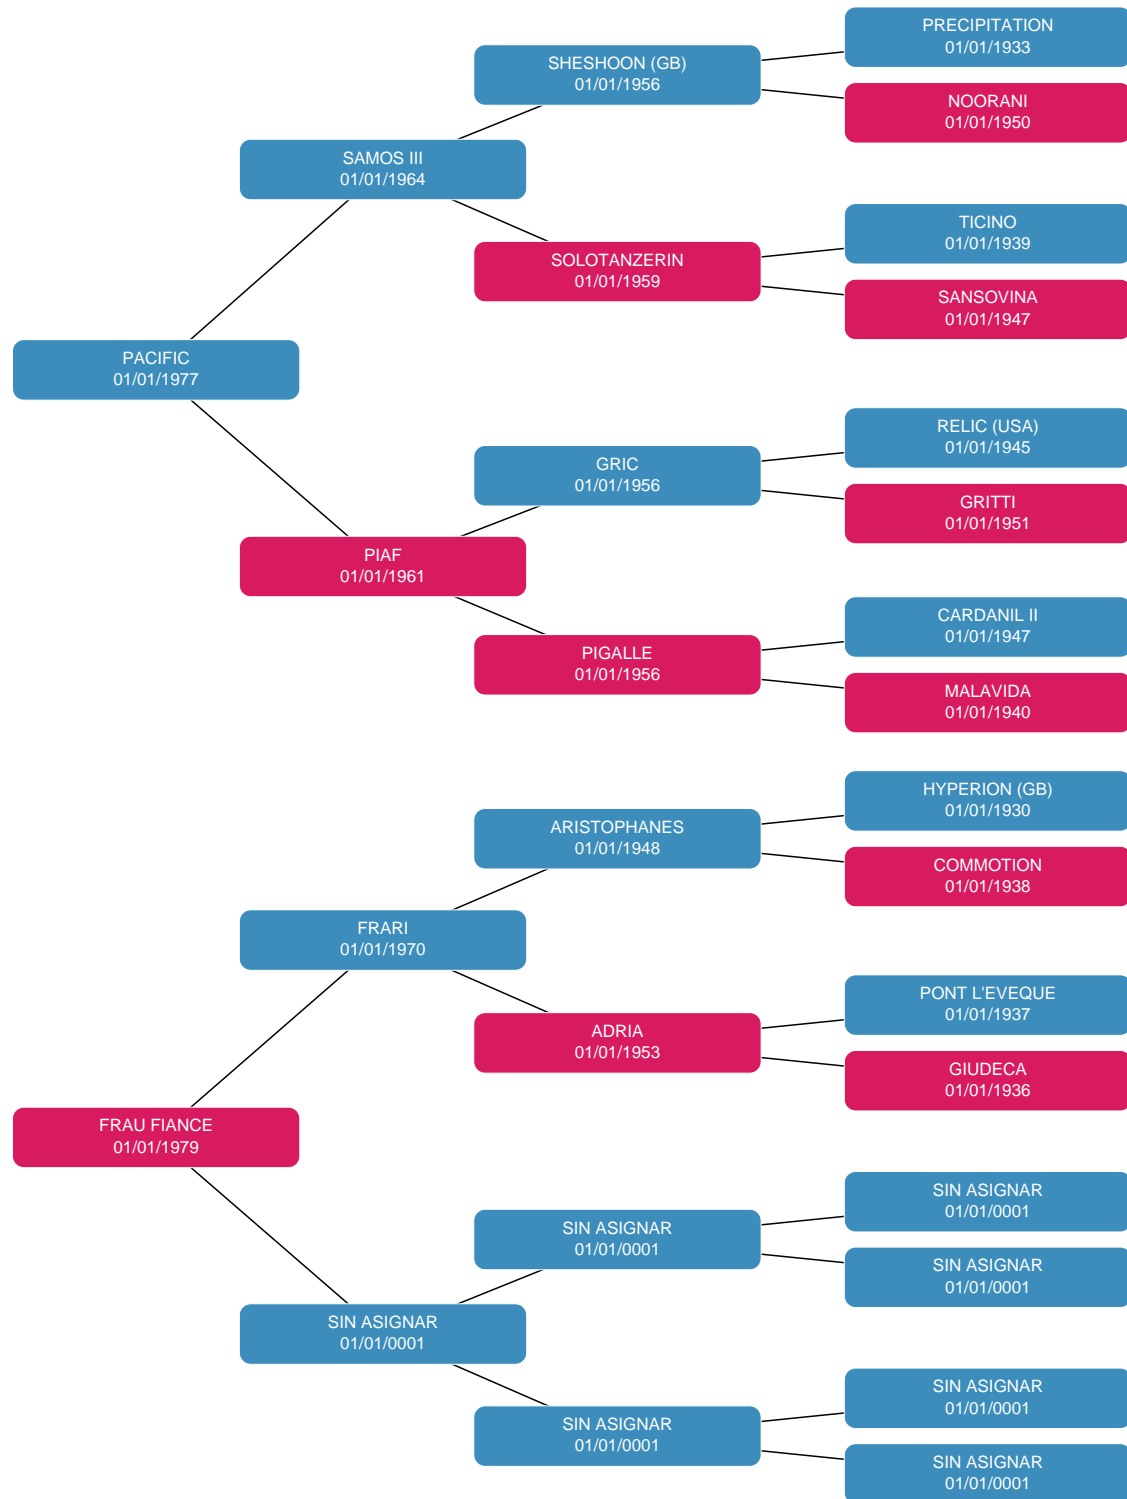 PRECIPITATION
01/01/1933
SHESHOON (GB)
01/01/1956
NOORANI
01/01/1950
SAMOS III
01/01/1964
TICINO
01/01/1939
SOLOTANZERIN
01/01/1959
SANSOVINA
01/01/1947
PACIFIC
01/01/1977
RELIC (USA)
01/01/1945
GRIC
01/01/1956
GRITTI
01/01/1951
PIAF
01/01/1961
CARDANIL II
01/01/1947
PIGALLE
01/01/1956
MALAVIDA
01/01/1940
HYPERION (GB)
01/01/1930
ARISTOPHANES
01/01/1948
COMMOTION
01/01/1938
FRARI
01/01/1970
PONT L'EVEQUE
01/01/1937
ADRIA
01/01/1953
GIUDECA
01/01/1936
FRAU FIANCE
01/01/1979
SIN ASIGNAR
01/01/0001
SIN ASIGNAR
01/01/0001
SIN ASIGNAR
01/01/0001
SIN ASIGNAR
01/01/0001
SIN ASIGNAR
01/01/0001
SIN ASIGNAR
01/01/0001
SIN ASIGNAR
01/01/0001